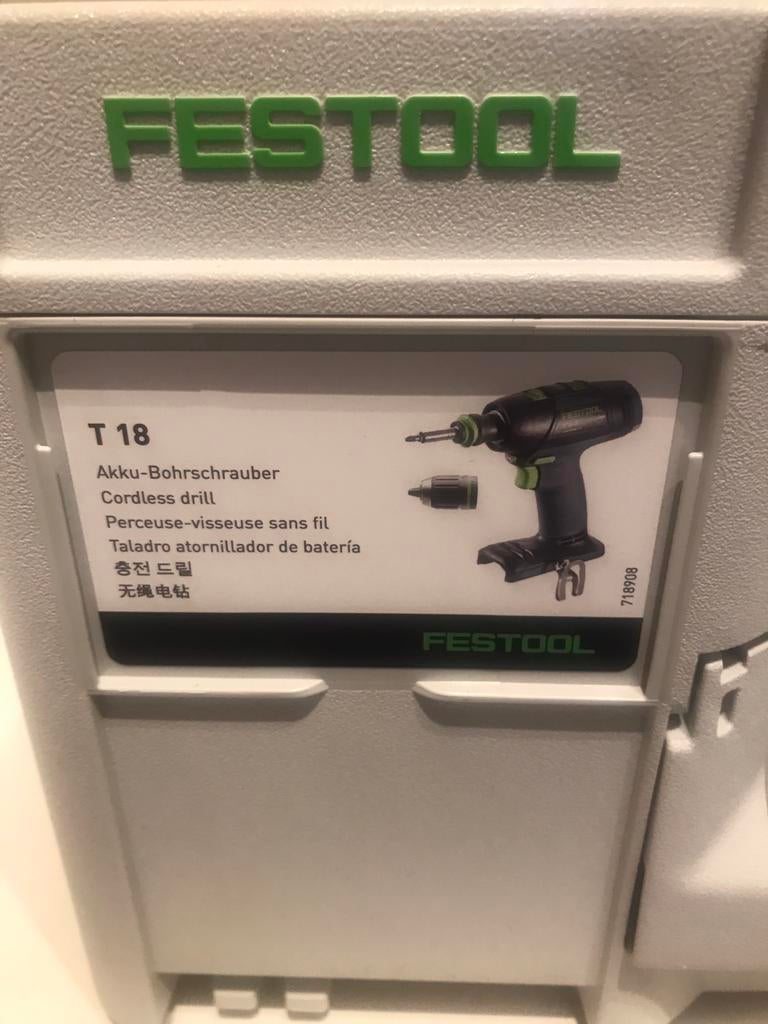 FESTOOL
T 18
Akku-Bohrschrauber
Cordless drill
Perceuse-visseuse sans fil
Taladro atornillador de batería
충전 드릴
无绳电钻
FESTOOL
718908
FESTOOL